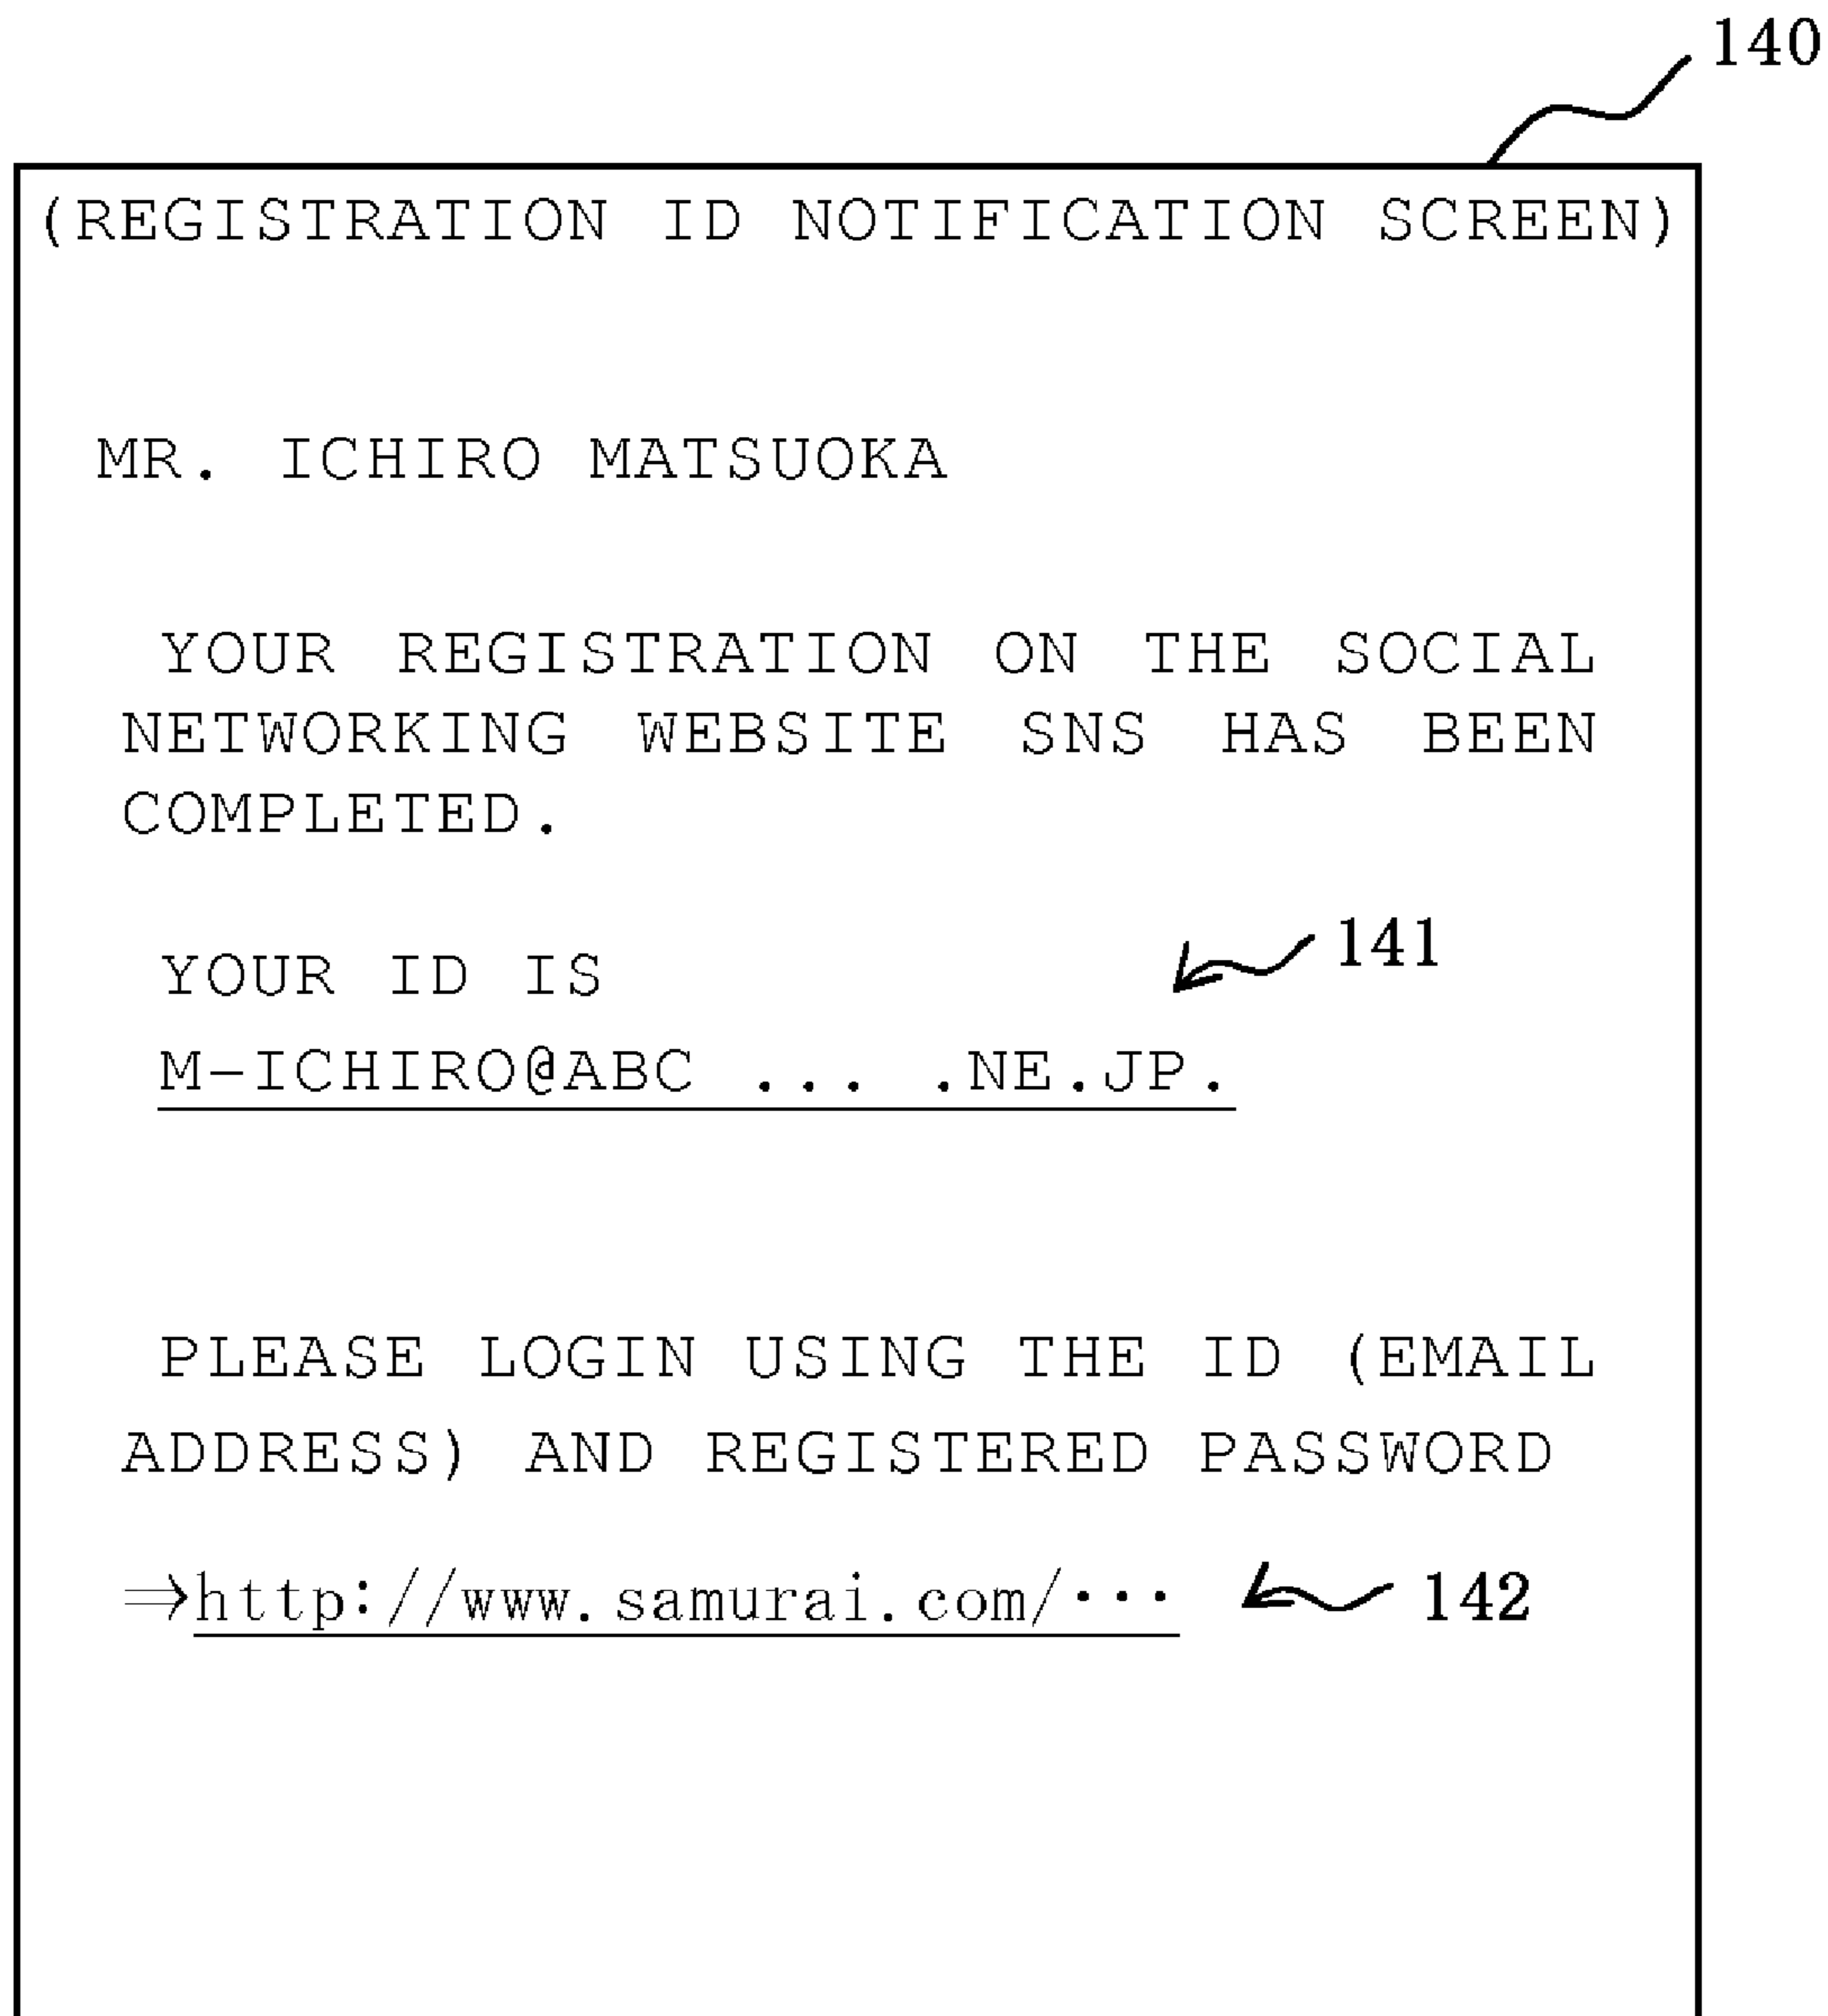 140
(REGISTRATION ID NOTIFICATION SCREEN)
MR. ICHIRO MATSUOKA
YOUR REGISTRATION ON THE SOCIAL
NETWORKING WEBSITE SNS HAS BEEN
COMPLETED.
141
YOUR ID IS
M-ICHIRO@ABC ... .NE.JP.
PLEASE LOGIN USING THE ID (EMAIL
ADDRESS) AND REGISTERED PASSWORD
⇒http://www.samurai.com/･･･ 142